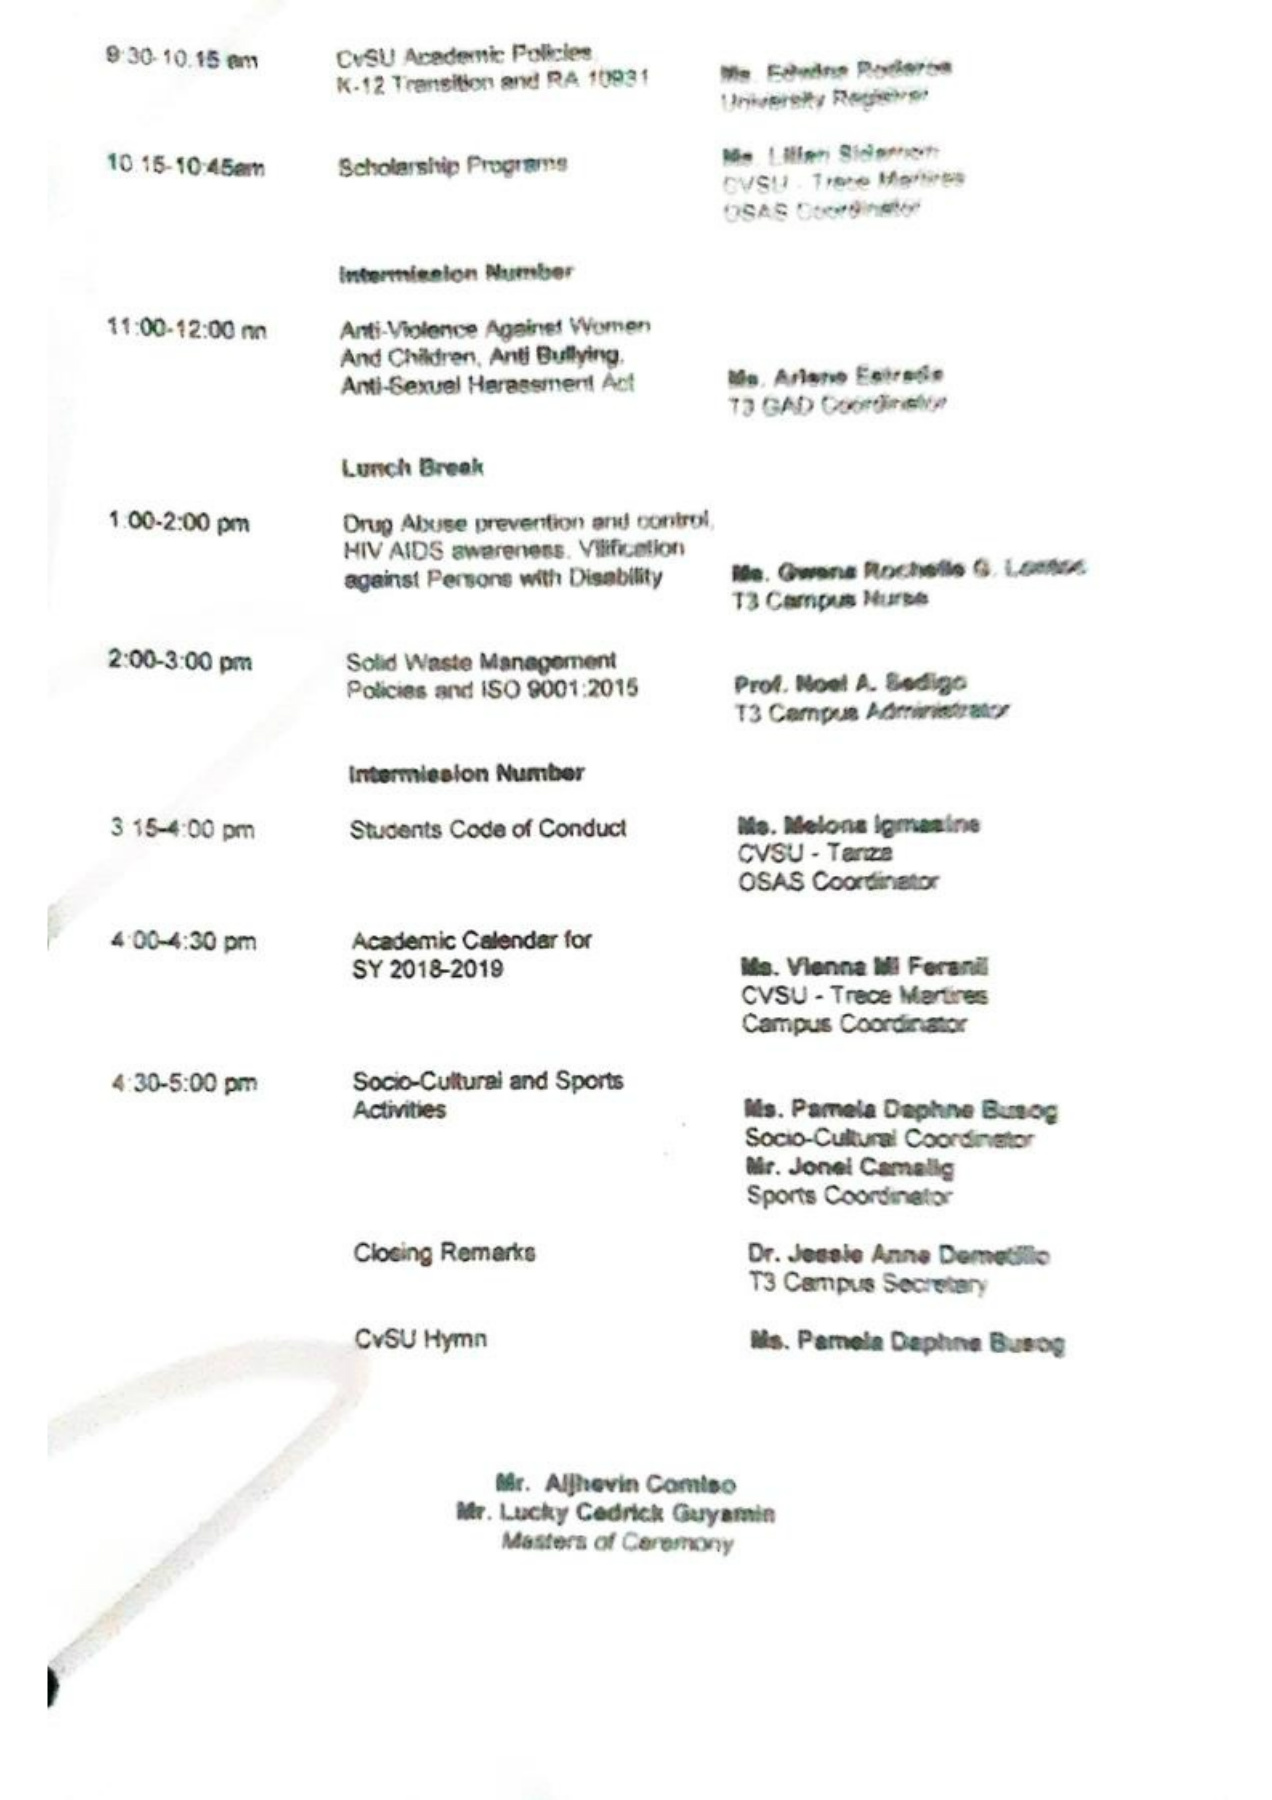 9:30-10:15 am CvSU Academic Policies,
K-12 Transition and RA 10931
Ms.
University Registrar
10:15-10:45am Scholarship Programs
Ms. Lilian
CVSU - Trece Martires
OSAS Coordinator
Intermission Number
11:00-12:00 nn Anti-Violence Against Women
And Children, Anti Bullying,
Anti-Sexual Harassment Act
Ms. Arlene Estrada
T3 GAD Coordinator
Lunch Break
1:00-2:00 pm Drug Abuse prevention and control,
HIV AIDS awareness, Vilification
against Persons with Disability
Ms. Gwena Rochelle G.
T3 Campus Nurse
2:00-3:00 pm Solid Waste Management
Policies and ISO 9001:2015
Prof. Noel A. Sedigo
T3 Campus Administrator
Intermission Number
3:15-4:00 pm Students Code of Conduct Ms. Melona Igmasine
CVSU - Tanza
OSAS Coordinator
4:00-4:30 pm Academic Calendar for
SY 2018-2019
Ms. Vienna Mi Feranil
CVSU - Trece Martires
Campus Coordinator
4:30-5:00 pm Socio-Cultural and Sports
Activities
Ms. Pamela Daphne Busog
Socio-Cultural Coordinator
Mr. Jonel Camalig
Sports Coordinator
Closing Remarks Dr. Jessie Anne Demetillo
T3 Campus Secretary
CvSU Hymn Ms. Pamela Daphne Busog
Mr. Aljhevin Comiso
Mr. Lucky Cedrick Guyamin
Masters of Ceremony